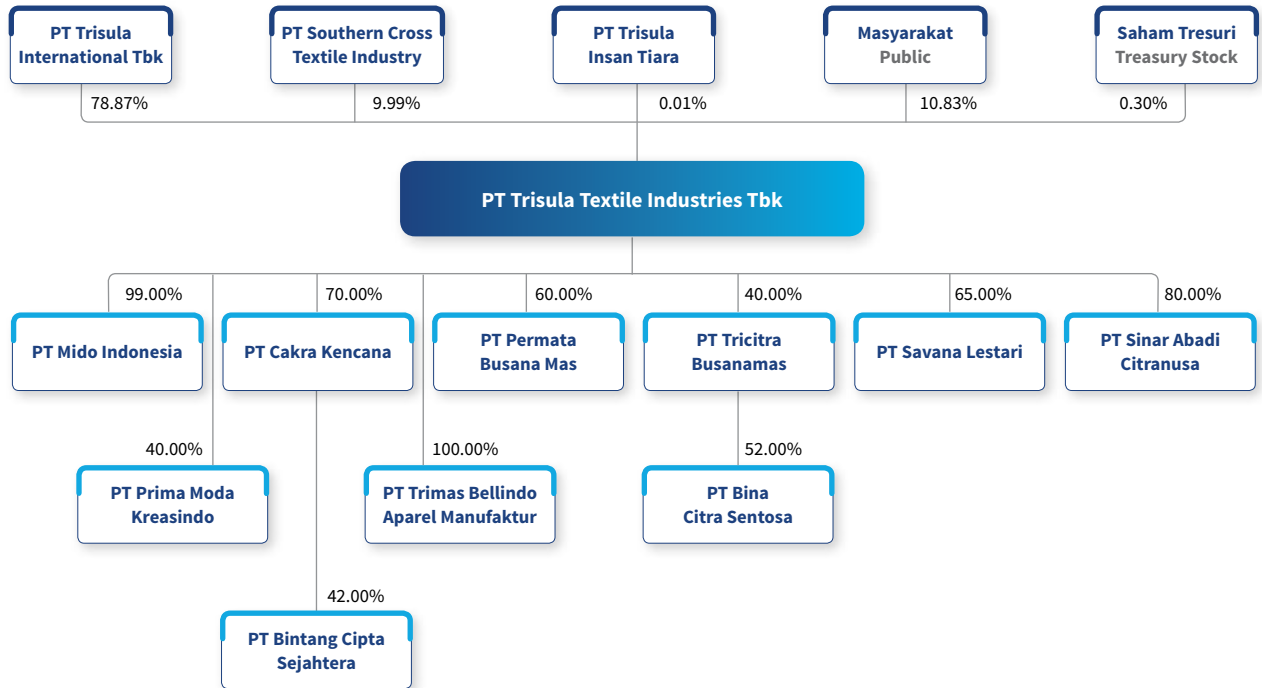 PT Trisula
International Tbk
PT Southern Cross
Textile Industry
PT Trisula
Insan Tiara
Masyarakat
Public
Saham Tresuri
Treasury Stock
78.87%
9.99%
0.01%
10.83%
0.30%
PT Trisula Textile Industries Tbk
99.00%
70.00%
60.00%
40.00%
65.00%
80.00%
PT Mido Indonesia
PT Cakra Kencana
PT Permata
Busana Mas
PT Tricitra
Busanamas
PT Savana Lestari
PT Sinar Abadi
Citranusa
40.00%
100.00%
52.00%
PT Prima Moda
Kreasindo
PT Trimas Bellindo
Aparel Manufaktur
PT Bina
Citra Sentosa
42.00%
PT Bintang Cipta
Sejahtera